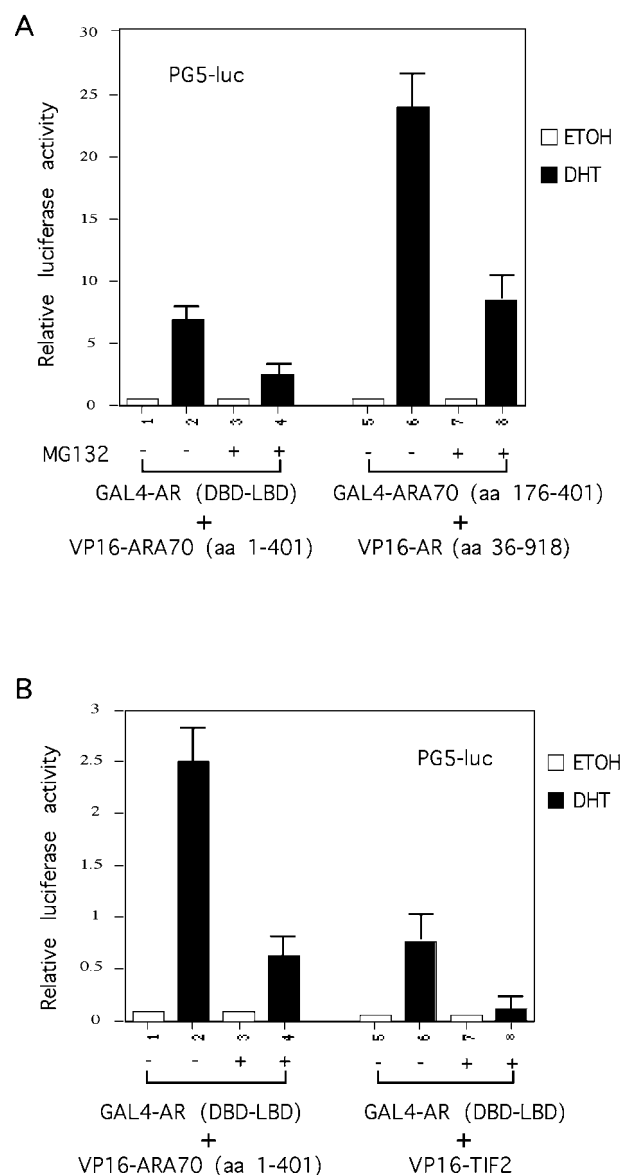 A
PG5-luc
ETOH
DHT
Relative luciferase activity
30
25
20
15
10
5
0
1 2 3 4 5 6 7 8
MG132 - - + + - - + +
GAL4-AR (DBD-LBD) GAL4-ARA70 (aa 176-401)
+ +
VP16-ARA70 (aa 1-401) VP16-AR (aa 36-918)
B
PG5-luc
ETOH
DHT
Relative luciferase activity
3
2.5
2
1.5
1
0.5
0
1 2 3 4 5 6 7 8
- - + + - - + +
GAL4-AR (DBD-LBD) GAL4-AR (DBD-LBD)
+ +
VP16-ARA70 (aa 1-401) VP16-TIF2